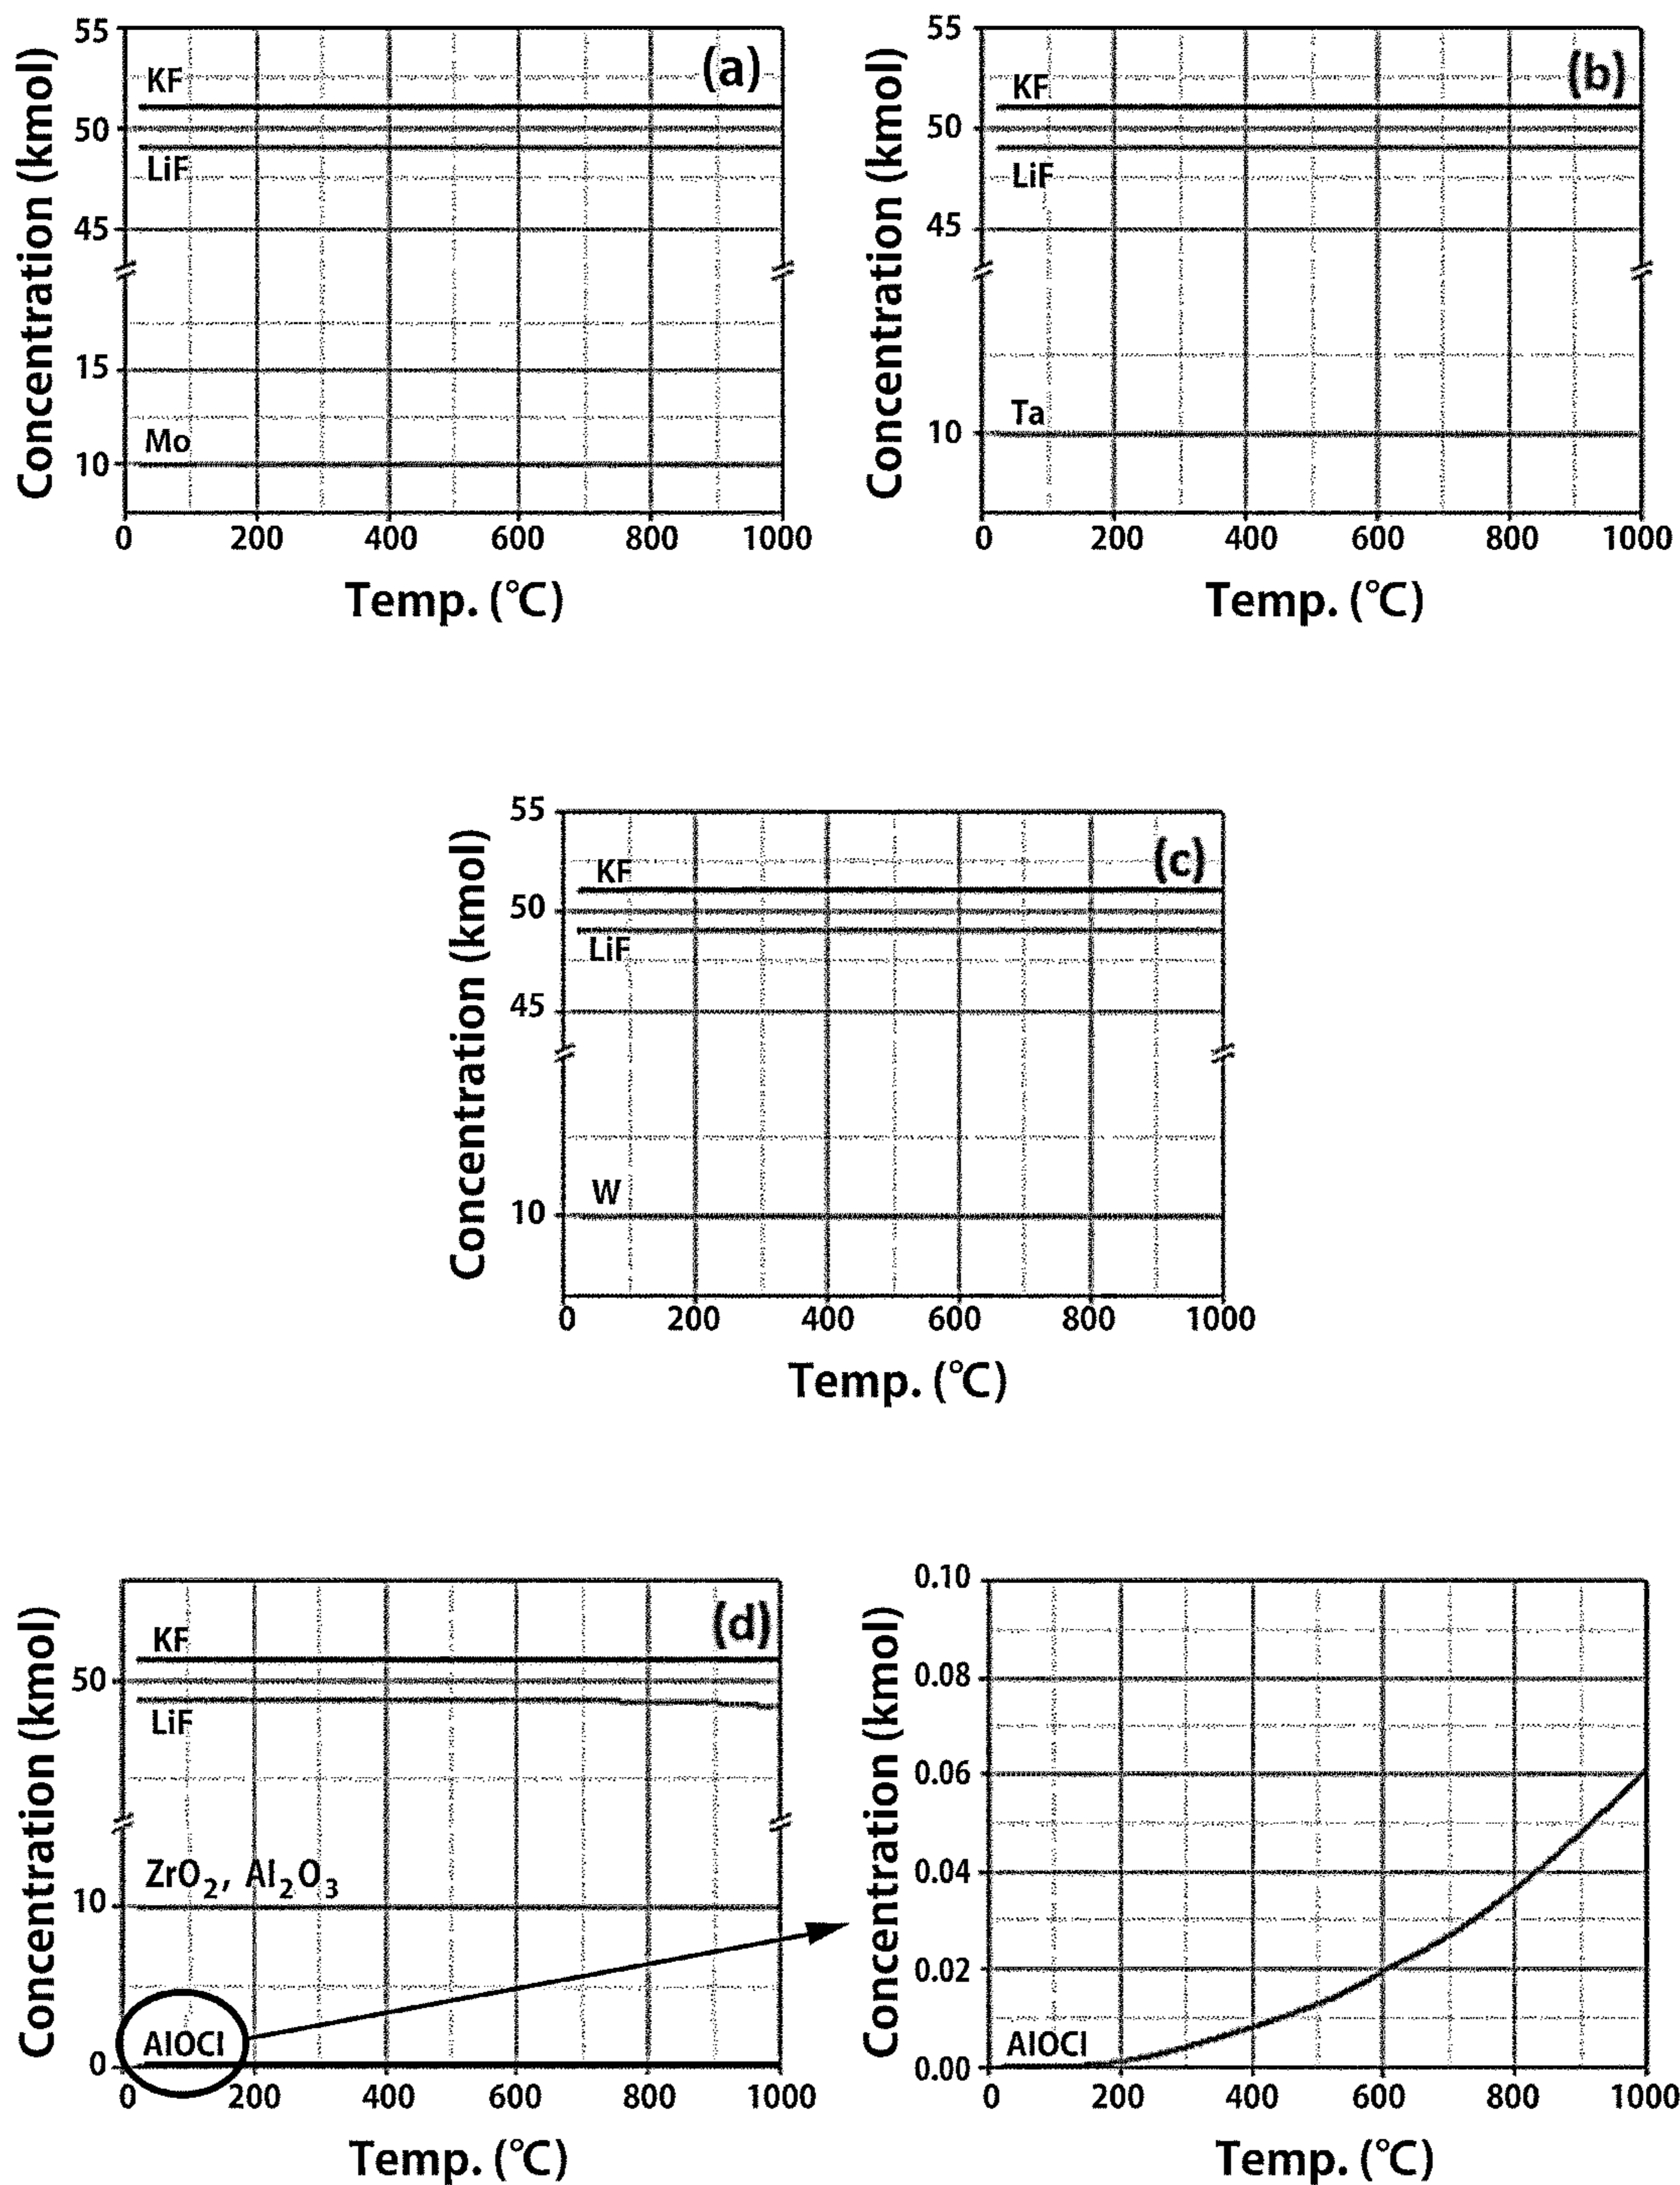 (a)
Concentration (kmol)
55
50
45
15
10
KF
LiF
Mo
0 200 400 600 800 1000
Temp. (℃)
(b)
Concentration (kmol)
55
50
45
10
KF
LiF
Ta
0 200 400 600 800 1000
Temp. (℃)
(c)
Concentration (kmol)
55
50
45
10
KF
LiF
W
0 200 400 600 800 1000
Temp. (℃)
(d)
Concentration (kmol)
50
10
0
KF
LiF
ZrO₂, Al₂O₃
AlOCl
0 200 400 600 800 1000
Temp. (℃)
Concentration (kmol)
0.10
0.08
0.06
0.04
0.02
0.00
AlOCl
0 200 400 600 800 1000
Temp. (℃)